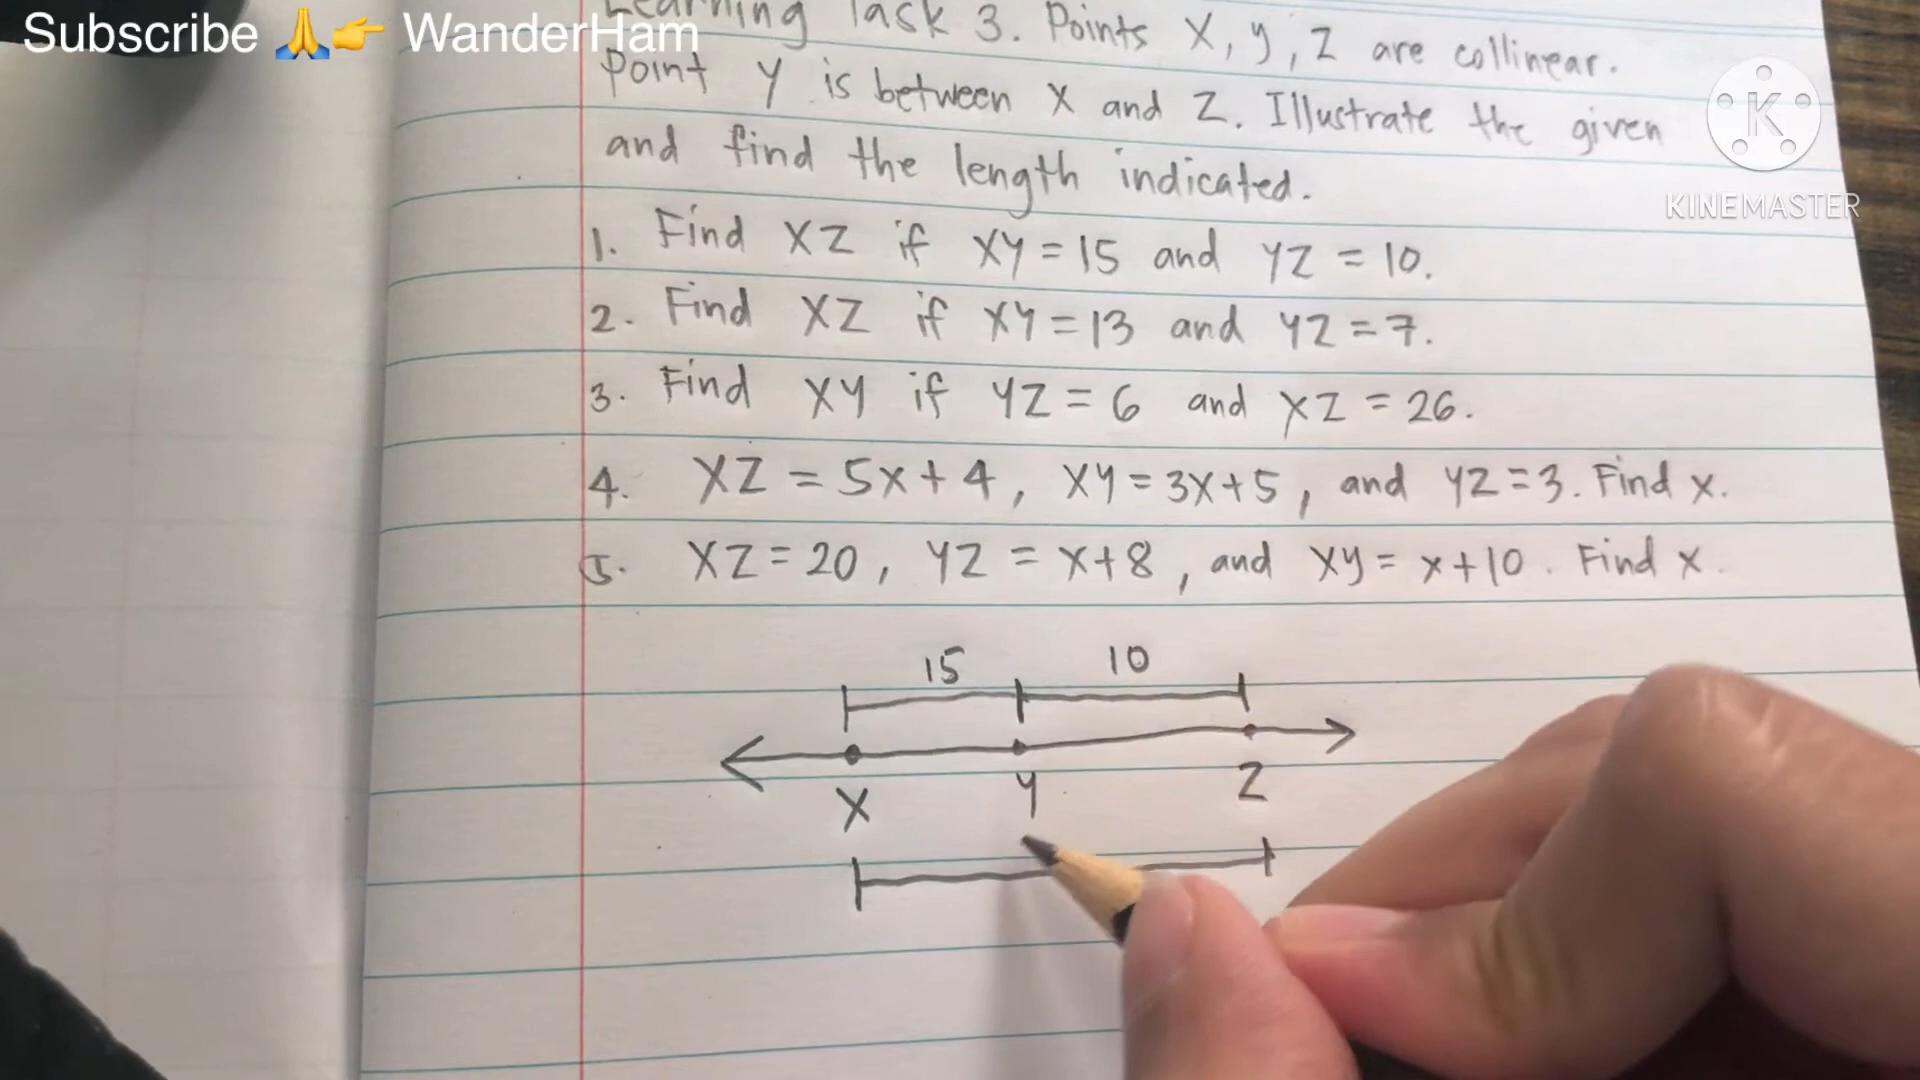 Subscribe 🙏👉 WanderHam
Learning Task 3. Points X, Y, Z are collinear.
Point Y is between X and Z. Illustrate the given
and find the length indicated.
1. Find XZ if XY = 15 and YZ = 10.
2. Find XZ if XY = 13 and YZ = 7.
3. Find XY if YZ = 6 and XZ = 26.
4. XZ = 5x + 4, XY = 3x + 5, and YZ = 3. Find x.
5. XZ = 20, YZ = x + 8, and XY = x + 10. Find x.
15 10
X Y Z
K
KINEMASTER